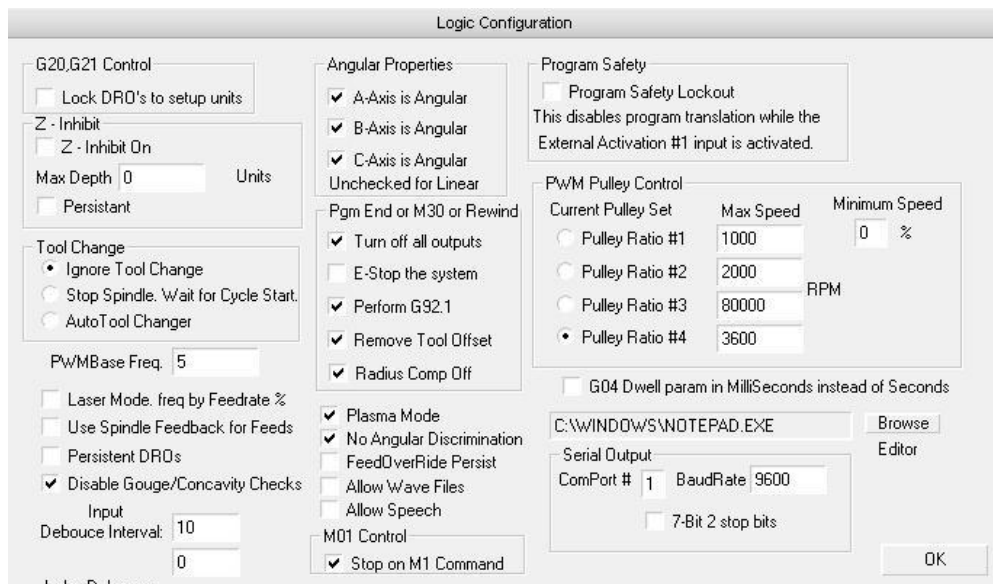 Logic Configuration
G20,G21 Control
Lock DRO's to setup units
Z - Inhibit
Z - Inhibit On
Max Depth 0 Units
Persistant
Tool Change
Ignore Tool Change
Stop Spindle. Wait for Cycle Start.
AutoTool Changer
PWMBase Freq. 5
Laser Mode. freq by Feedrate %
Use Spindle Feedback for Feeds
Persistent DROs
Disable Gouge/Concavity Checks
Input
Debouce Interval: 10
0
Angular Properties
A-Axis is Angular
B-Axis is Angular
C-Axis is Angular
Unchecked for Linear
Pgm End or M30 or Rewind
Turn off all outputs
E-Stop the system
Perform G92.1
Remove Tool Offset
Radius Comp Off
Plasma Mode
No Angular Discrimination
FeedOverRide Persist
Allow Wave Files
Allow Speech
M01 Control
Stop on M1 Command
Program Safety
Program Safety Lockout
This disables program translation while the
External Activation #1 input is activated.
PWM Pulley Control
Current Pulley Set Max Speed Minimum Speed
Pulley Ratio #1 1000 0 %
Pulley Ratio #2 2000
RPM
Pulley Ratio #3 80000
Pulley Ratio #4 3600
G04 Dwell param in MilliSeconds instead of Seconds
C:\WINDOWS\NOTEPAD.EXE Browse
Editor
Serial Output
ComPort # 1 BaudRate 9600
7-Bit 2 stop bits
OK